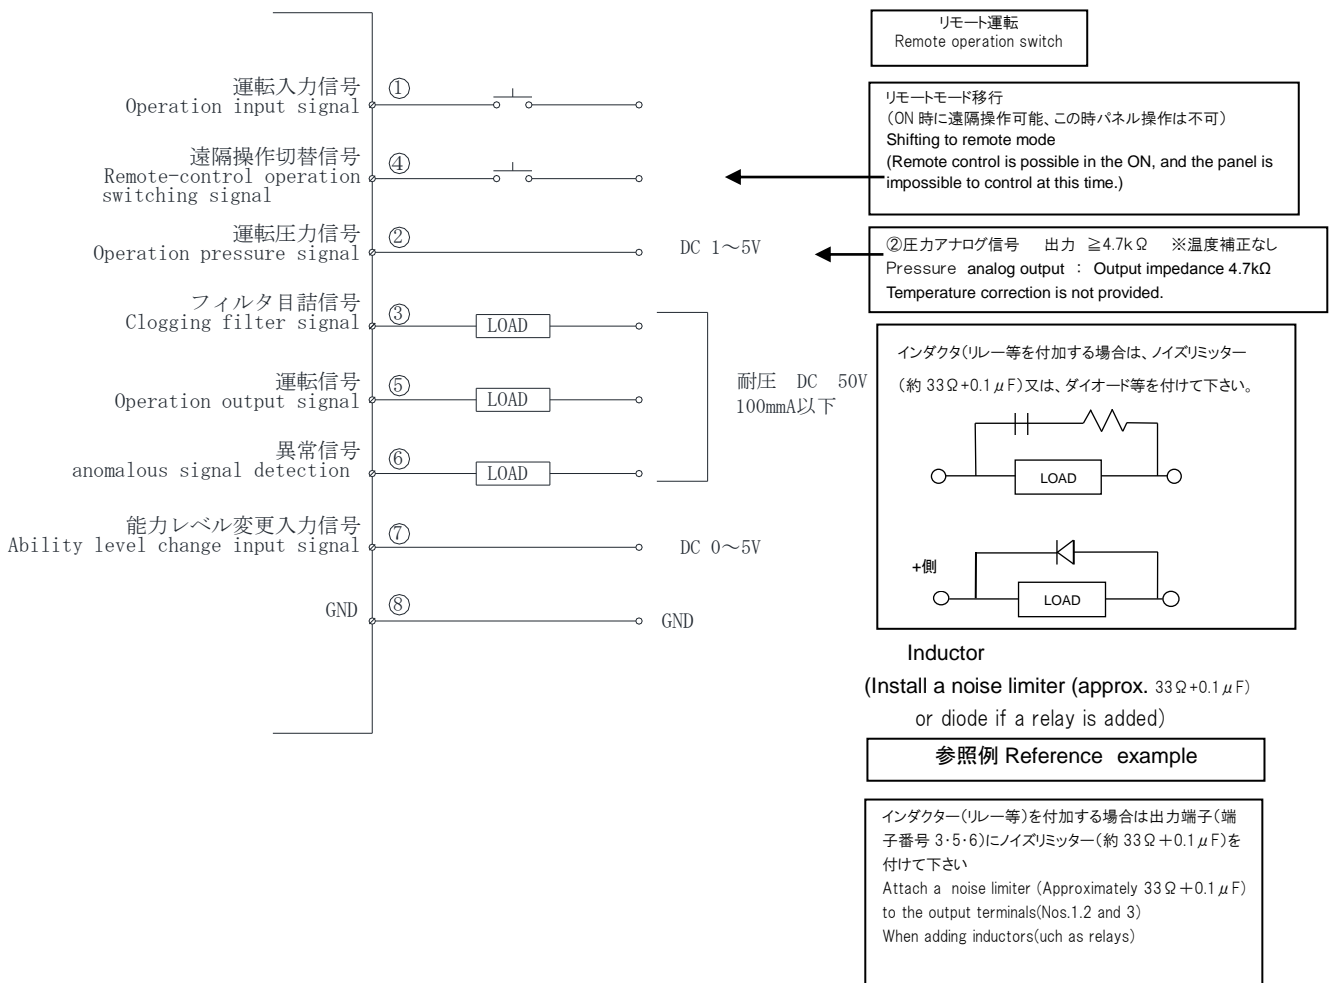 運転入力信号
Operation input signal
①
遠隔操作切替信号
Remote-control operation
switching signal
④
運転圧力信号
Operation pressure signal
②
DC 1～5V
フィルタ目詰信号
Clogging filter signal
③
LOAD
運転信号
Operation output signal
⑤
LOAD
耐圧 DC 50V
100mmA以下
異常信号
anomalous signal detection
⑥
LOAD
能力レベル変更入力信号
Ability level change input signal
⑦
DC 0～5V
GND
⑧
GND
リモート運転
Remote operation switch
リモートモード移行
（ON 時に遠隔操作可能、この時パネル操作は不可）
Shifting to remote mode
(Remote control is possible in the ON, and the panel is
impossible to control at this time.)
②圧力アナログ信号 出力 ≧4.7kΩ ※温度補正なし
Pressure analog output : Output impedance 4.7kΩ
Temperature correction is not provided.
インダクタ(リレー等を付加する場合は、ノイズリミッター
（約 33Ω+0.1μF）又は、ダイオード等を付けて下さい。
LOAD
+側
LOAD
Inductor
(Install a noise limiter (approx. 33Ω+0.1μF)
or diode if a relay is added)
参照例 Reference example
インダクター（リレー等）を付加する場合は出力端子（端
子番号 3・5・6）にノイズリミッター（約 33Ω＋0.1μF）を
付けて下さい
Attach a noise limiter (Approximately 33Ω＋0.1μF)
to the output terminals(Nos.1.2 and 3)
When adding inductors(uch as relays)